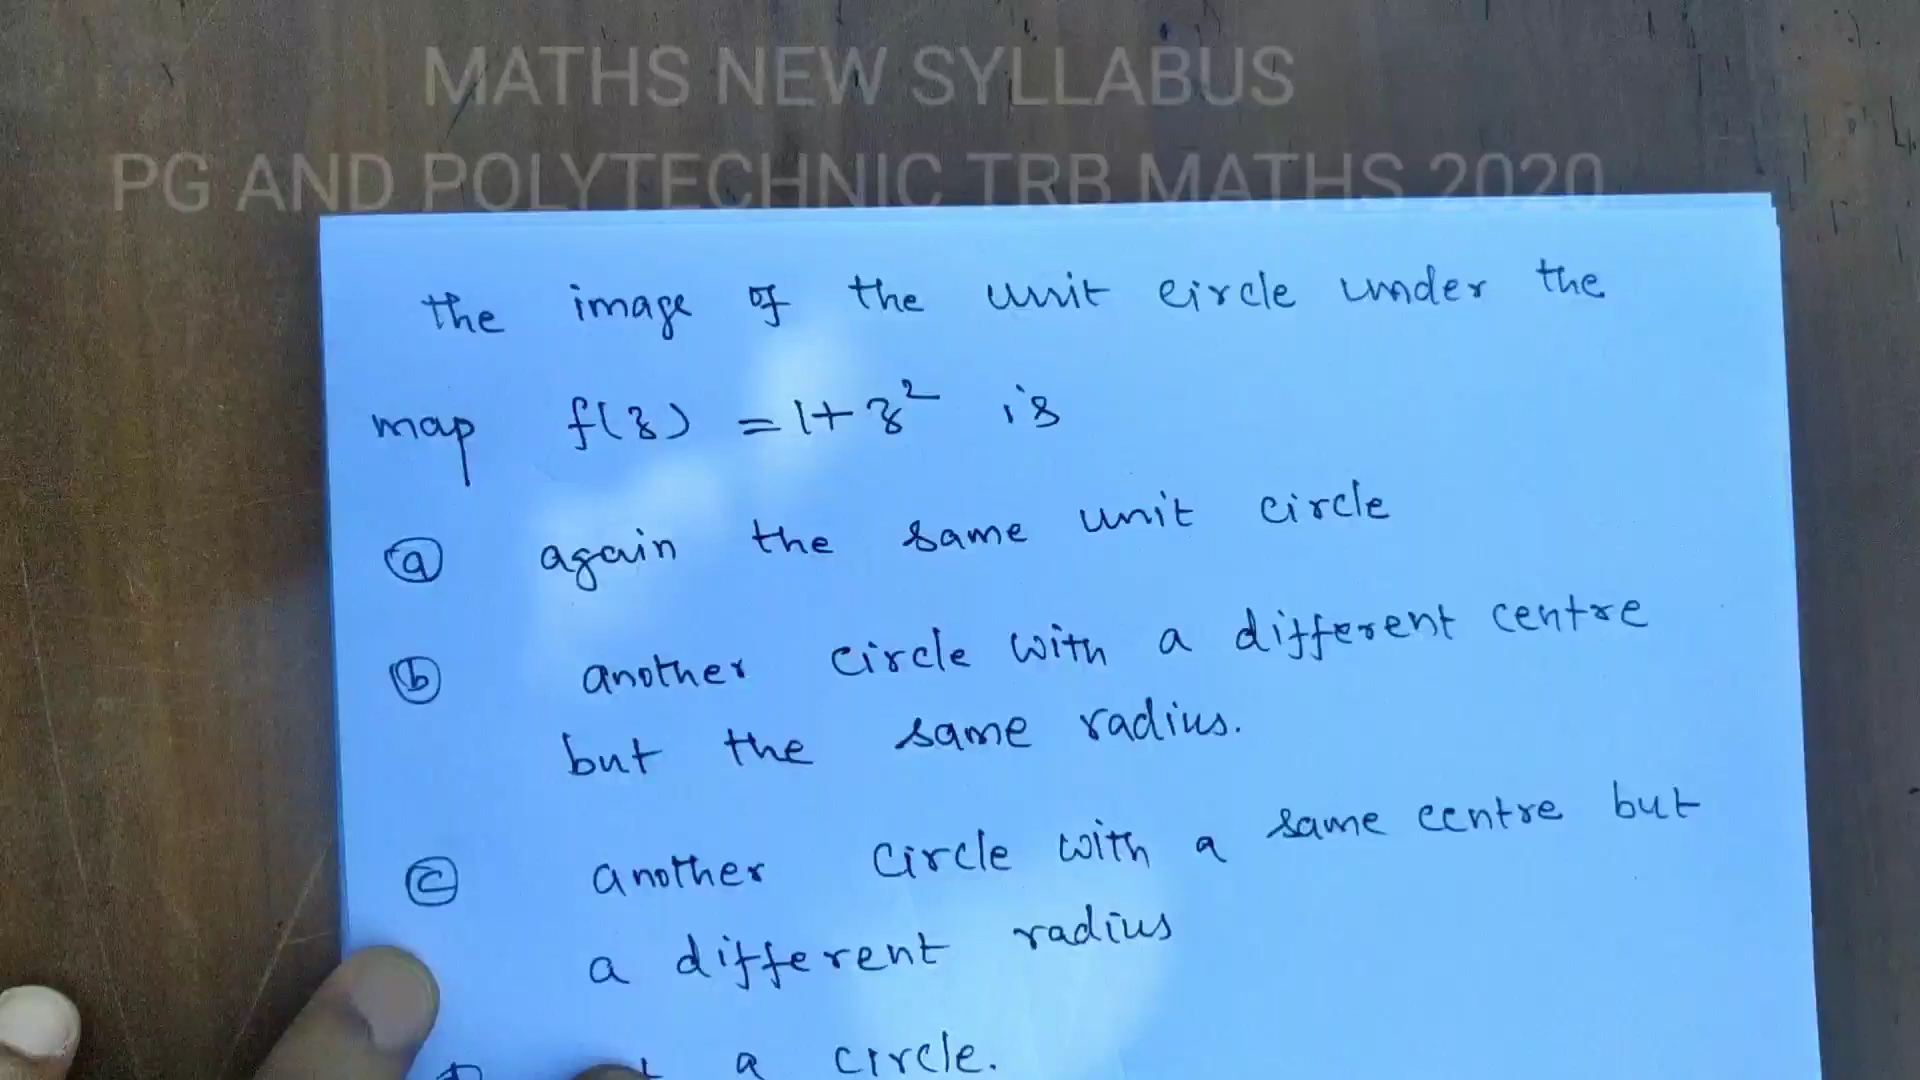 MATHS NEW SYLLABUS
PG AND POLYTECHNIC TRB MATHS 2020
the image of the unit circle under the
map f(z) = 1+z² is
ⓐ again the same unit circle
ⓑ another circle with a different centre
but the same radius.
ⓒ another circle with a same centre but
a different radius
a circle.